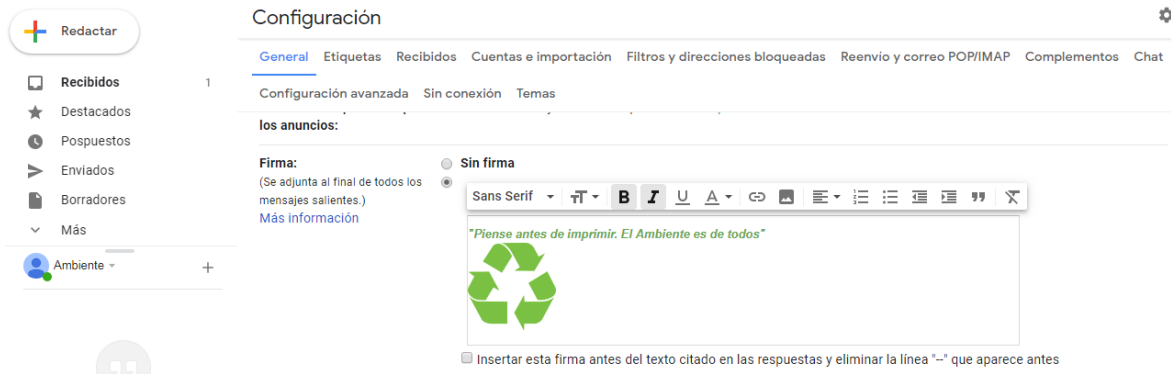 Redactar
Recibidos 1
Destacados
Pospuestos
Enviados
Borradores
Más
Ambiente
Configuración
General Etiquetas Recibidos Cuentas e importación Filtros y direcciones bloqueadas Reenvío y correo POP/IMAP Complementos Chat
Configuración avanzada Sin conexión Temas
los anuncios:
Firma:
(Se adjunta al final de todos los
mensajes salientes.)
Más información
Sin firma
Sans Serif
"Piense antes de imprimir. El Ambiente es de todos"
Insertar esta firma antes del texto citado en las respuestas y eliminar la línea "--" que aparece antes